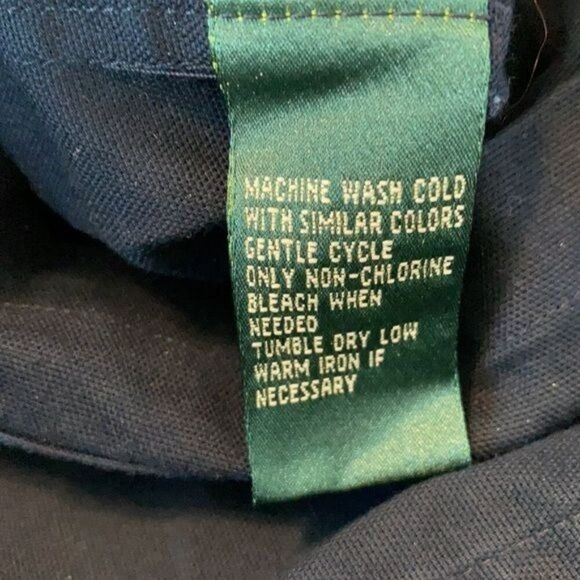 MACHINE WASH COLD
WITH SIMILAR COLORS
GENTLE CYCLE
ONLY NON-CHLORINE
BLEACH WHEN
NEEDED
TUMBLE DRY LOW
WARM IRON IF
NECESSARY